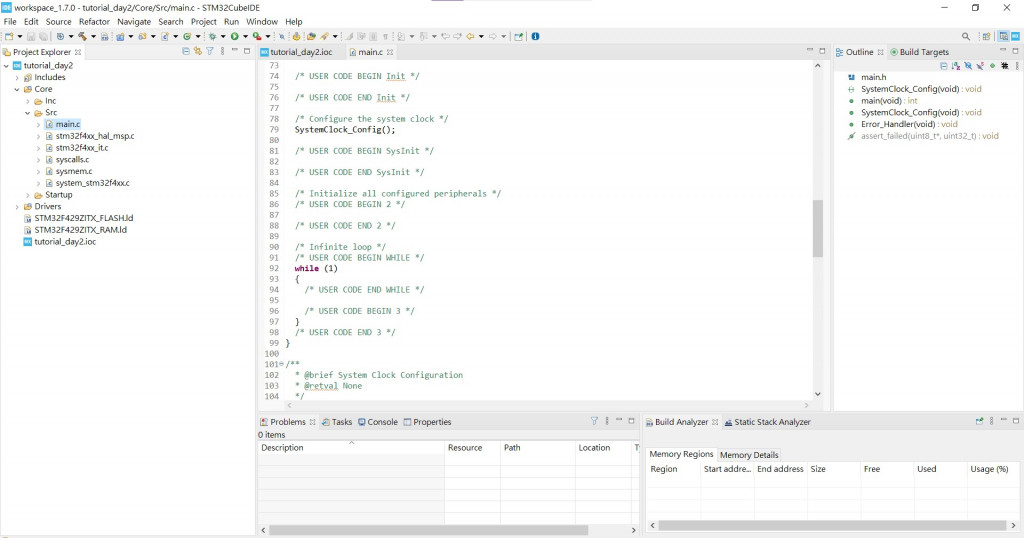 workspace_1.7.0 - tutorial_day2/Core/Src/main.c - STM32CubeIDE
File Edit Source Refactor Navigate Search Project Run Window Help
Project Explorer
tutorial_day2
Includes
Core
Inc
Src
main.c
stm32f4xx_hal_msp.c
stm32f4xx_it.c
syscalls.c
sysmem.c
system_stm32f4xx.c
Startup
Drivers
STM32F429ZITX_FLASH.ld
STM32F429ZITX_RAM.ld
tutorial_day2.ioc
tutorial_day2.ioc main.c
73
74 /* USER CODE BEGIN Init */
75
76 /* USER CODE END Init */
77
78 /* Configure the system clock */
79 SystemClock_Config();
80
81 /* USER CODE BEGIN SysInit */
82
83 /* USER CODE END SysInit */
84
85 /* Initialize all configured peripherals */
86 /* USER CODE BEGIN 2 */
87
88 /* USER CODE END 2 */
89
90 /* Infinite loop */
91 /* USER CODE BEGIN WHILE */
92 while (1)
93 {
94 /* USER CODE END WHILE */
95
96 /* USER CODE BEGIN 3 */
97 }
98 /* USER CODE END 3 */
99 }
100
101 /**
102 * @brief System Clock Configuration
103 * @retval None
104 */
Outline Build Targets
main.h
SystemClock_Config(void) : void
main(void) : int
SystemClock_Config(void) : void
Error_Handler(void) : void
assert_failed(uint8_t*, uint32_t) : void
Problems Tasks Console Properties
0 items
Description Resource Path Location
Build Analyzer Static Stack Analyzer
Memory Regions Memory Details
Region Start addre... End address Size Free Used Usage (%)